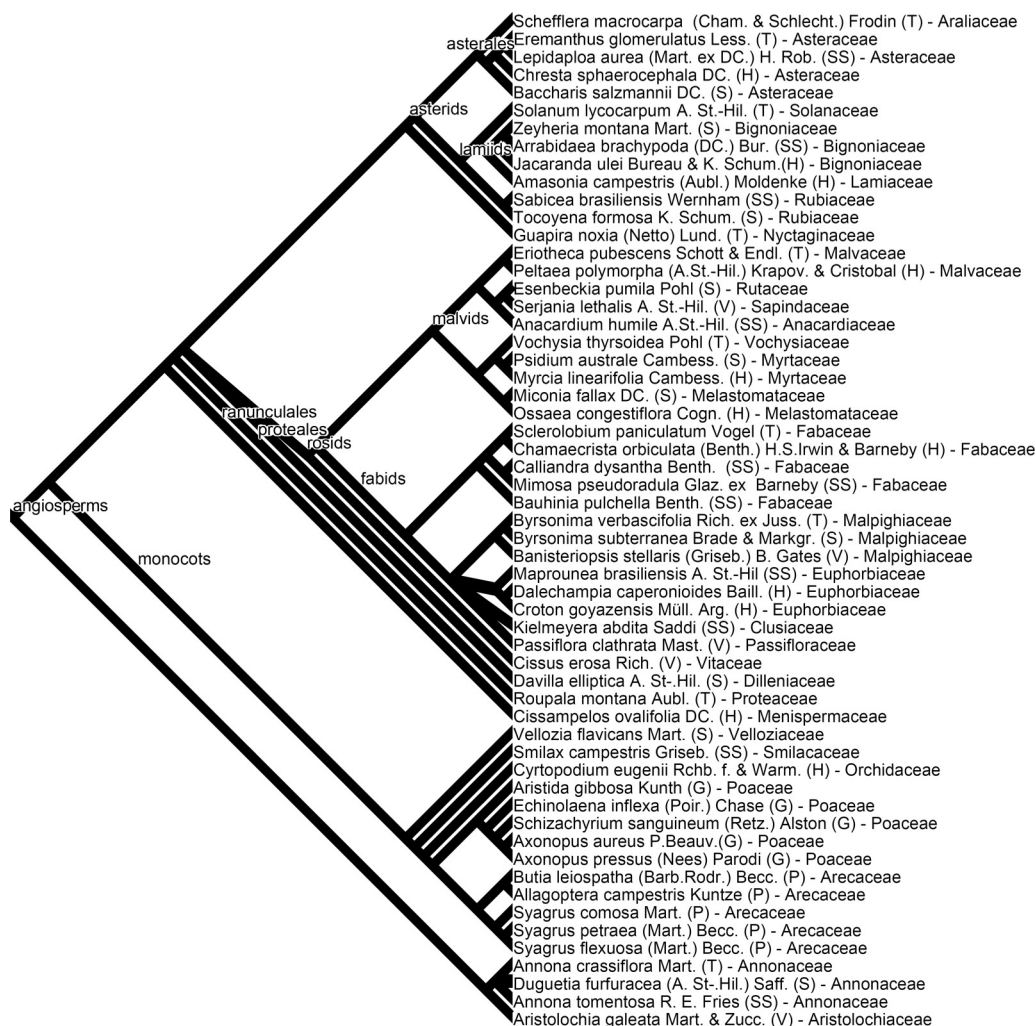 Schefflera macrocarpa (Cham. & Schlecht.) Frodin (T) - Araliaceae
asterales
Eremanthus glomerulatus Less. (T) - Asteraceae
Lepidaploa aurea (Mart. ex DC.) H. Rob. (SS) - Asteraceae
Chresta sphaerocephala DC. (H) - Asteraceae
Baccharis salzmannii DC. (S) - Asteraceae
asterids
Solanum lycocarpum A. St.-Hil. (T) - Solanaceae
Zeyheria montana Mart. (S) - Bignoniaceae
lamiids
Arrabidaea brachypoda (DC.) Bur. (SS) - Bignoniaceae
Jacaranda ulei Bureau & K. Schum.(H) - Bignoniaceae
Amasonia campestris (Aubl.) Moldenke (H) - Lamiaceae
Sabicea brasiliensis Wernham (SS) - Rubiaceae
Tocoyena formosa K. Schum. (S) - Rubiaceae
Guapira noxia (Netto) Lund. (T) - Nyctaginaceae
Eriotheca pubescens Schott & Endl. (T) - Malvaceae
Peltaea polymorpha (A.St.-Hil.) Krapov. & Cristobal (H) - Malvaceae
Esenbeckia pumila Pohl (S) - Rutaceae
Serjania lethalis A. St.-Hil. (V) - Sapindaceae
malvids
Anacardium humile A.St.-Hil. (SS) - Anacardiaceae
Vochysia thyrsoidea Pohl (T) - Vochysiaceae
Psidium australe Cambess. (S) - Myrtaceae
Myrcia linearifolia Cambess. (H) - Myrtaceae
Miconia fallax DC. (S) - Melastomataceae
ranunculales
Ossaea congestiflora Cogn. (H) - Melastomataceae
proteales
Sclerolobium paniculatum Vogel (T) - Fabaceae
rosids
Chamaecrista orbiculata (Benth.) H.S.Irwin & Barneby (H) - Fabaceae
Calliandra dysantha Benth. (SS) - Fabaceae
fabids
Mimosa pseudoradula Glaz. ex Barneby (SS) - Fabaceae
Bauhinia pulchella Benth. (SS) - Fabaceae
angiosperms
Byrsonima verbascifolia Rich. ex Juss. (T) - Malpighiaceae
Byrsonima subterranea Brade & Markgr. (S) - Malpighiaceae
monocots
Banisteriopsis stellaris (Griseb.) B. Gates (V) - Malpighiaceae
Maprounea brasiliensis A. St.-Hil (SS) - Euphorbiaceae
Dalechampia caperonioides Baill. (H) - Euphorbiaceae
Croton goyazensis Müll. Arg. (H) - Euphorbiaceae
Kielmeyera abdita Saddi (SS) - Clusiaceae
Passiflora clathrata Mast. (V) - Passifloraceae
Cissus erosa Rich. (V) - Vitaceae
Davilla elliptica A. St-.Hil. (S) - Dilleniaceae
Roupala montana Aubl. (T) - Proteaceae
Cissampelos ovalifolia DC. (H) - Menispermaceae
Vellozia flavicans Mart. (S) - Velloziaceae
Smilax campestris Griseb. (SS) - Smilacaceae
Cyrtopodium eugenii Rchb. f. & Warm. (H) - Orchidaceae
Aristida gibbosa Kunth (G) - Poaceae
Echinolaena inflexa (Poir.) Chase (G) - Poaceae
Schizachyrium sanguineum (Retz.) Alston (G) - Poaceae
Axonopus aureus P.Beauv.(G) - Poaceae
Axonopus pressus (Nees) Parodi (G) - Poaceae
Butia leiospatha (Barb.Rodr.) Becc. (P) - Arecaceae
Allagoptera campestris Kuntze (P) - Arecaceae
Syagrus comosa Mart. (P) - Arecaceae
Syagrus petraea (Mart.) Becc. (P) - Arecaceae
Syagrus flexuosa (Mart.) Becc. (P) - Arecaceae
Annona crassiflora Mart. (T) - Annonaceae
Duguetia furfuracea (A. St-.Hil.) Saff. (S) - Annonaceae
Annona tomentosa R. E. Fries (SS) - Annonaceae
Aristolochia galeata Mart. & Zucc. (V) - Aristolochiaceae